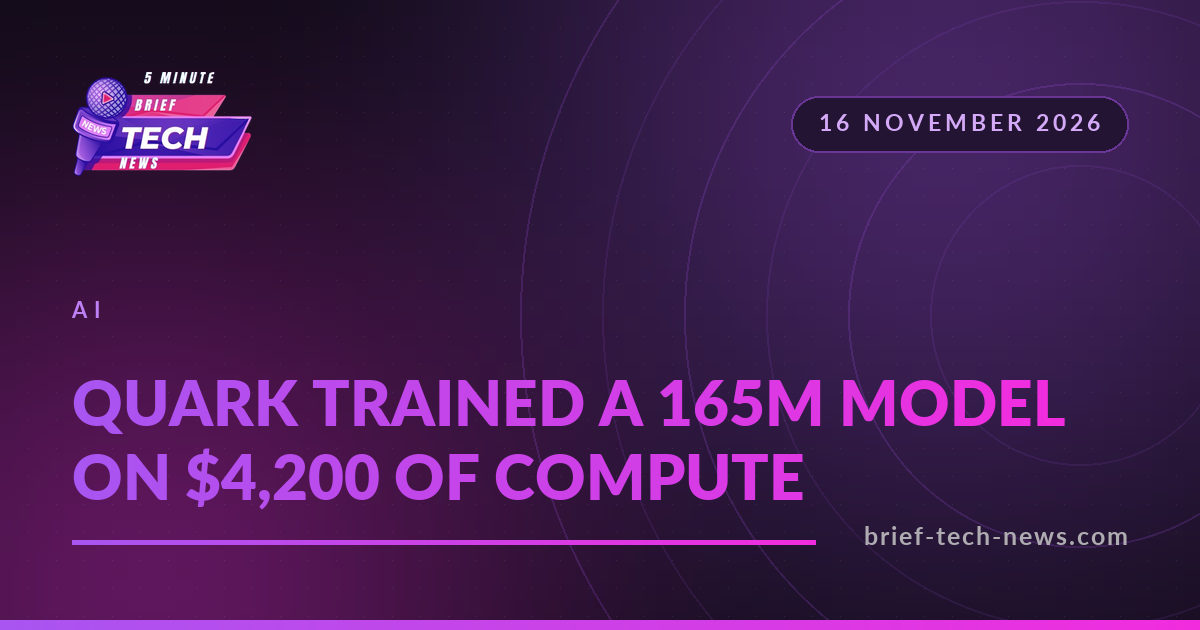 5 MINUTE
BRIEF
NEWS
TECH
NEWS
16 NOVEMBER 2026
AI
QUARK TRAINED A 165M MODEL
ON $4,200 OF COMPUTE
brief-tech-news.com